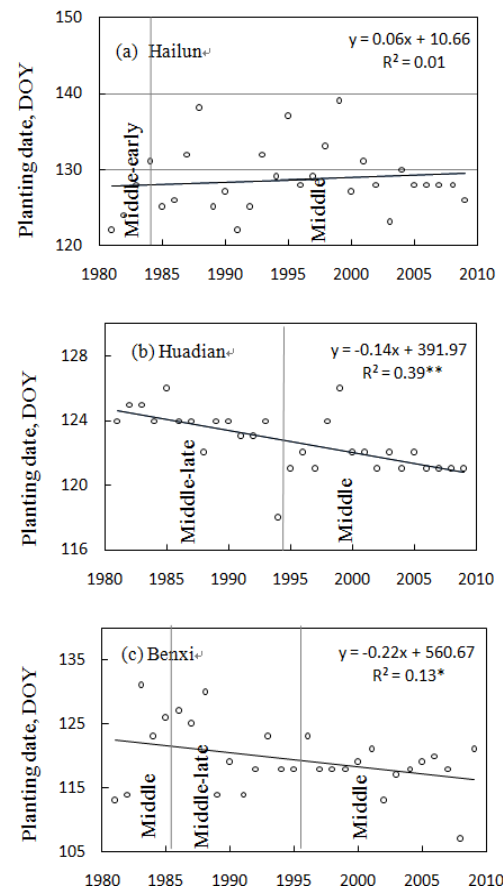 150
(a) Hailun↵
y = 0.06x + 10.66
R² = 0.01
140
130
120
Planting date, DOY
Middle-early
Middle
1980 1985 1990 1995 2000 2005 2010
128
(b) Huadian↵
y = -0.14x + 391.97
R² = 0.39**
124
120
116
Planting date, DOY
Middle-late
Middle
1980 1985 1990 1995 2000 2005 2010
135
(c) Benxi↵
y = -0.22x + 560.67
R² = 0.13*
125
115
105
Planting date, DOY
Middle
Middle-late
Middle
1980 1985 1990 1995 2000 2005 2010